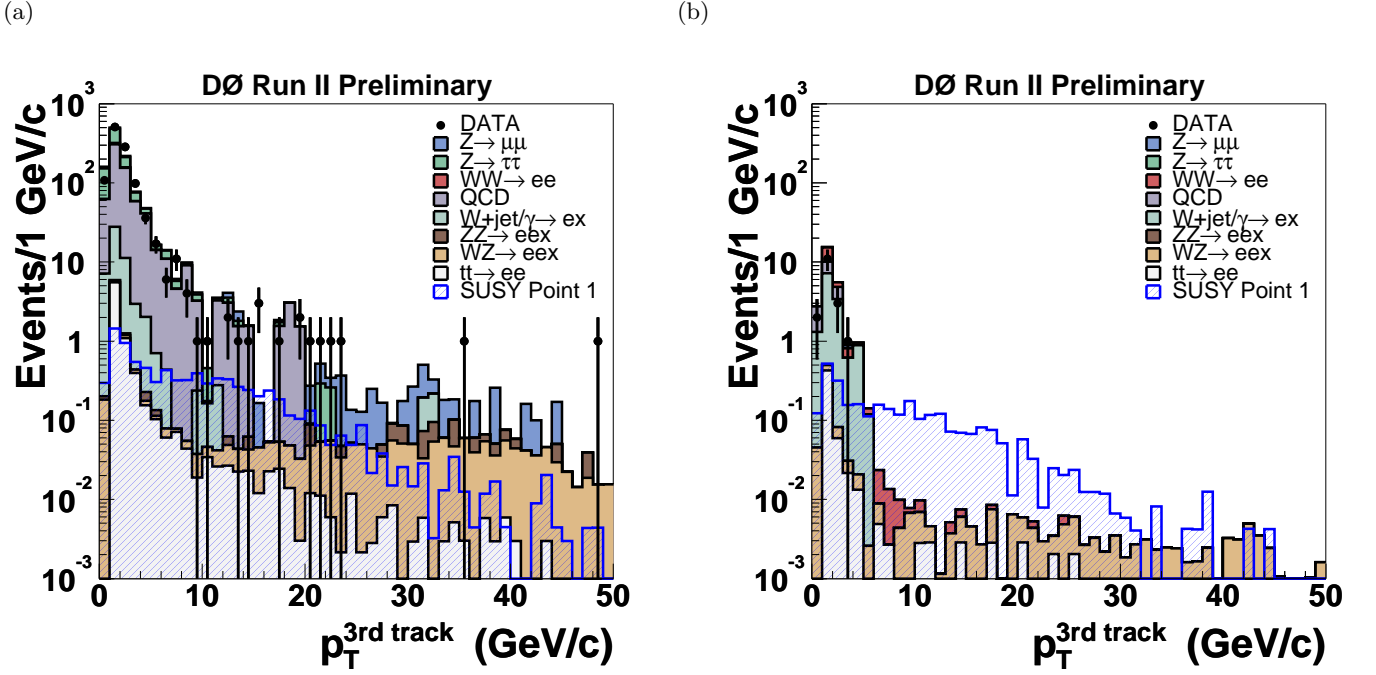 (a)
DØ Run II Preliminary
Events/1 GeV/c
10³
10²
10
1
10⁻¹
10⁻²
10⁻³
DATA
Z→ μμ
Z→ ττ
WW→ ee
QCD
W+jet/γ→ ex
ZZ→ eex
WZ→ eex
tt→ ee
SUSY Point 1
0 10 20 30 40 50
p_T^3rd track (GeV/c)
(b)
DØ Run II Preliminary
Events/1 GeV/c
10³
10²
10
1
10⁻¹
10⁻²
10⁻³
DATA
Z→ μμ
Z→ ττ
WW→ ee
QCD
W+jet/γ→ ex
ZZ→ eex
WZ→ eex
tt→ ee
SUSY Point 1
0 10 20 30 40 50
p_T^3rd track (GeV/c)